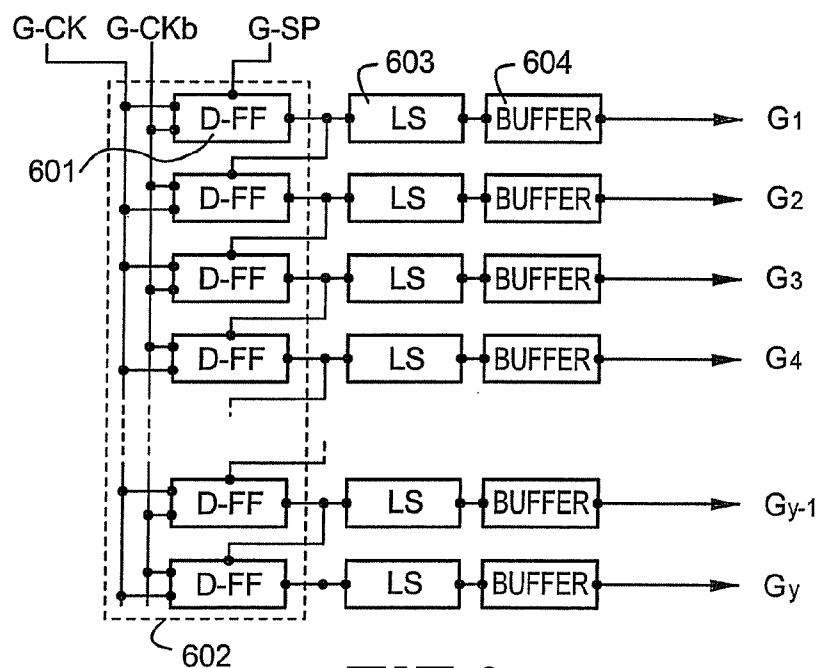 G-CK G-CKb G-SP
603 604
D-FF LS BUFFER G1
601
D-FF LS BUFFER G2
D-FF LS BUFFER G3
D-FF LS BUFFER G4
D-FF LS BUFFER Gy-1
D-FF LS BUFFER Gy
602